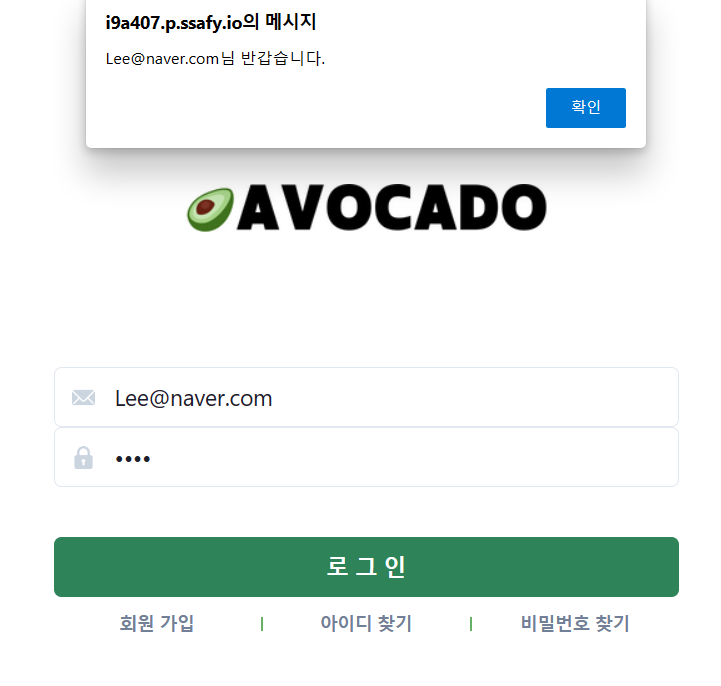 i9a407.p.ssafy.io의 메시지
Lee@naver.com님 반갑습니다.
확인
AVOCADO
Lee@naver.com
••••
로그인
회원 가입 | 아이디 찾기 | 비밀번호 찾기